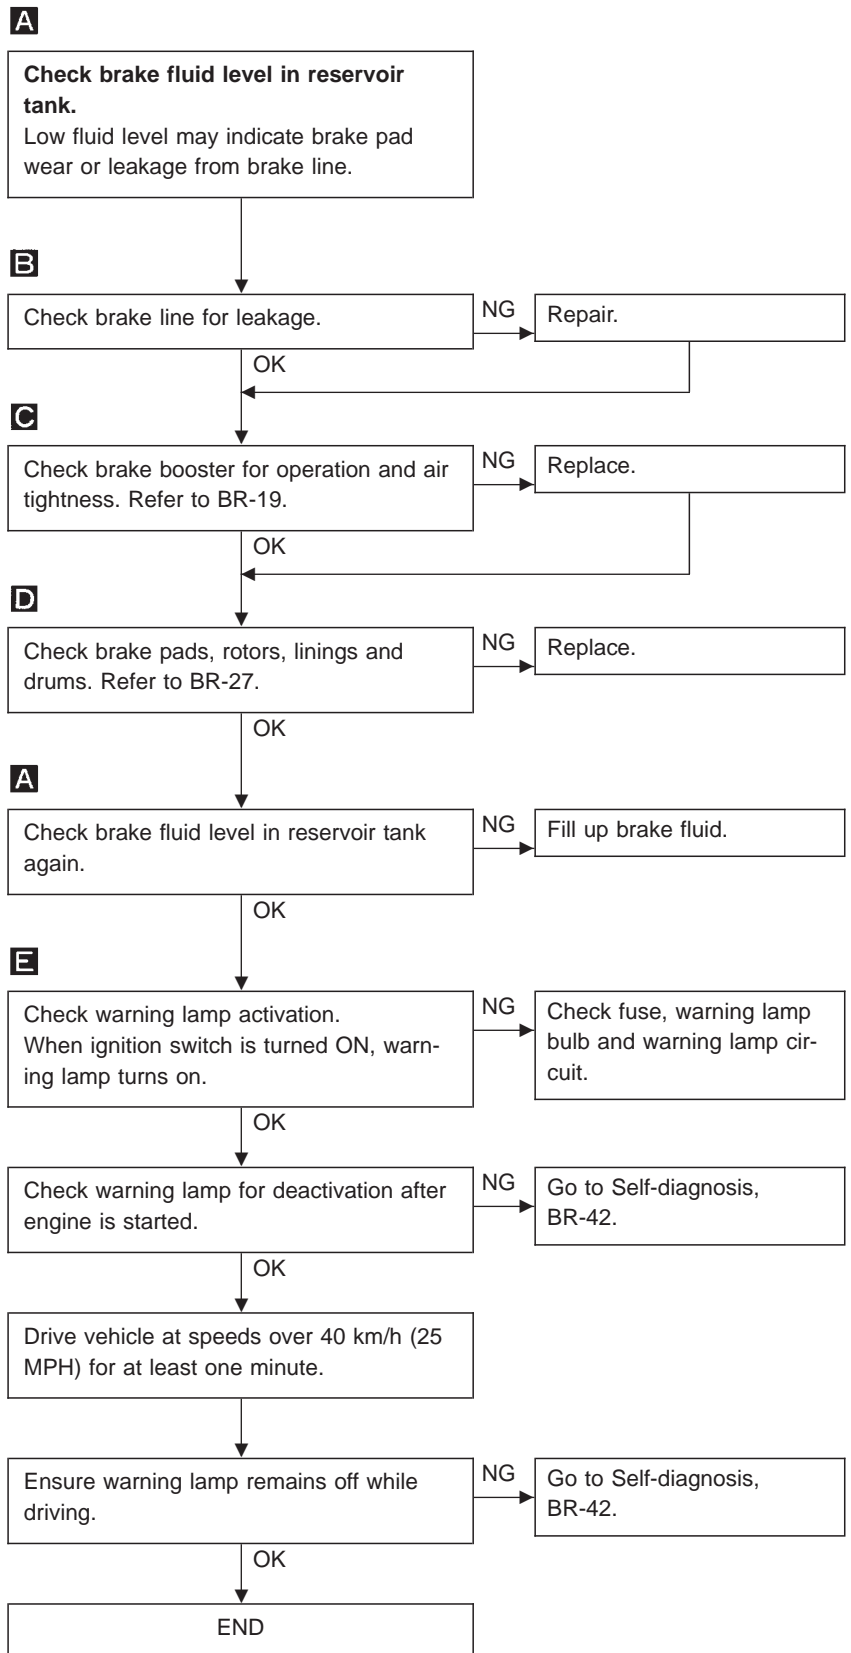 A
Check brake fluid level in reservoir
tank.
Low fluid level may indicate brake pad
wear or leakage from brake line.
B
Check brake line for leakage.
NG
Repair.
OK
C
Check brake booster for operation and air
tightness. Refer to BR-19.
NG
Replace.
OK
D
Check brake pads, rotors, linings and
drums. Refer to BR-27.
NG
Replace.
OK
A
Check brake fluid level in reservoir tank
again.
NG
Fill up brake fluid.
OK
E
Check warning lamp activation.
When ignition switch is turned ON, warn-
ing lamp turns on.
NG
Check fuse, warning lamp
bulb and warning lamp cir-
cuit.
OK
Check warning lamp for deactivation after
engine is started.
NG
Go to Self-diagnosis,
BR-42.
OK
Drive vehicle at speeds over 40 km/h (25
MPH) for at least one minute.
Ensure warning lamp remains off while
driving.
NG
Go to Self-diagnosis,
BR-42.
OK
END